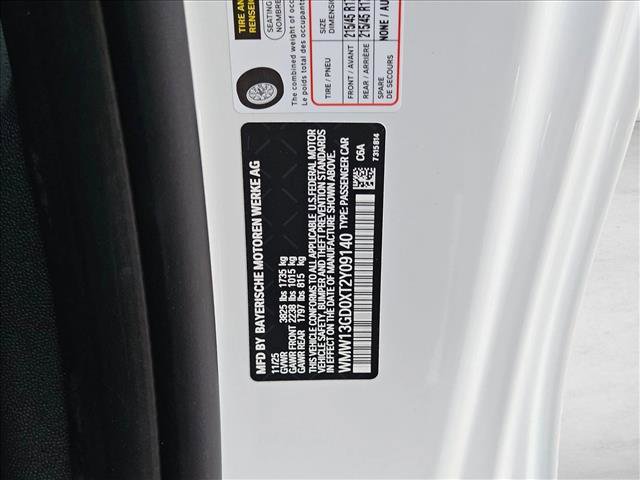 TIRE AN
RENSEI
SEATING
NOMBRE
The combined weight of occupants
Le poids total des occupants
SIZE
DIMENSION
TIRE / PNEU
FRONT / AVANT 215/45 R1
REAR / ARRIÈRE 215/45 R1
SPARE
DE SECOURS NONE / AU
MFD BY BAYERISCHE MOTOREN WERKE AG
11/25
GVWR 3825 lbs 1735 kg
GAWR FRONT 2238 lbs 1015 kg
GAWR REAR 1797 lbs 815 kg
THIS VEHICLE CONFORMS TO ALL APPLICABLE U.S.FEDERAL MOTOR
VEHICLE SAFETY, BUMPER AND THEFT PREVENTION STANDARDS
IN EFFECT ON THE DATE OF MANUFACTURE SHOWN ABOVE.
WMW13GD0XT2Y09140 TYPE: PASSENGER CAR
C6A
7315814